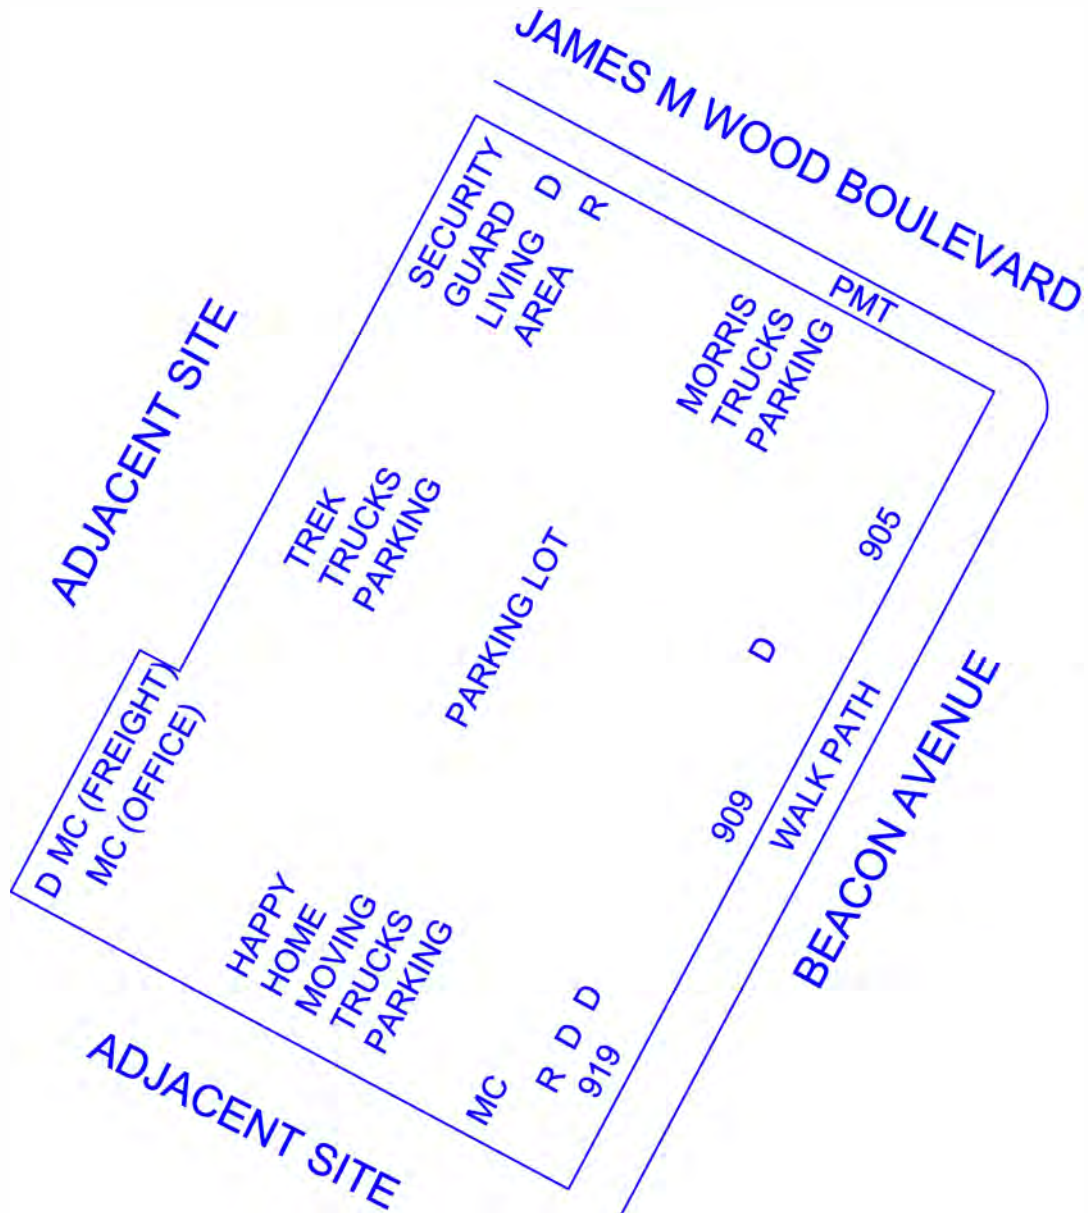 JAMES M WOOD BOULEVARD
SECURITY
GUARD
LIVING
AREA
D
R
PMT
MORRIS
TRUCKS
PARKING
ADJACENT SITE
TREK
TRUCKS
PARKING
905
PARKING LOT
D
WALK PATH
BEACON AVENUE
D MC (FREIGHT)
MC (OFFICE)
909
HAPPY
HOME
MOVING
TRUCKS
PARKING
MC
R D D
919
ADJACENT SITE